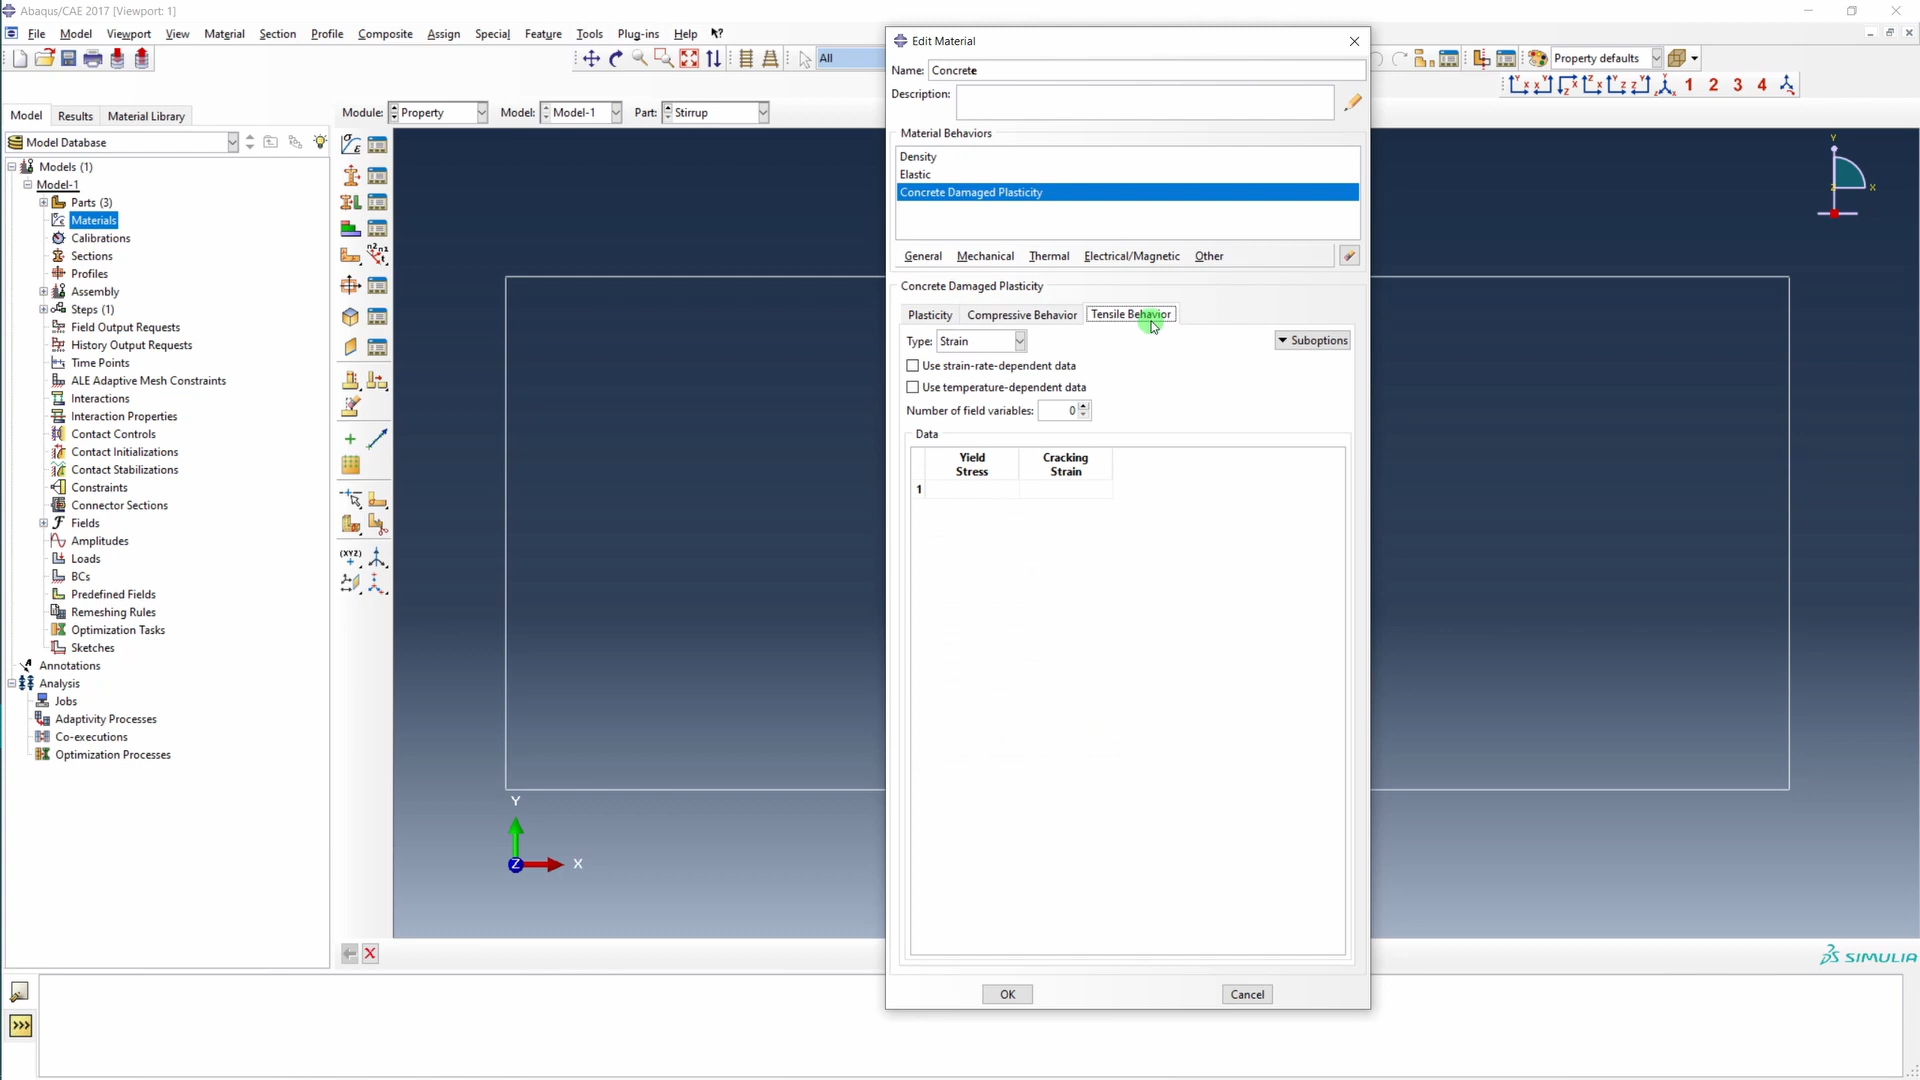 Abaqus/CAE 2017 [Viewport: 1]
File Model Viewport View Material Section Profile Composite Assign Special Feature Tools Plug-ins Help
All
Property defaults
1 2 3 4
Model Results Material Library
Module: Property Model: Model-1 Part: Stirrup
Model Database
Models (1)
Model-1
Parts (3)
Materials
Calibrations
Sections
Profiles
Assembly
Steps (1)
Field Output Requests
History Output Requests
Time Points
ALE Adaptive Mesh Constraints
Interactions
Interaction Properties
Contact Controls
Contact Initializations
Contact Stabilizations
Constraints
Connector Sections
Fields
Amplitudes
Loads
BCs
Predefined Fields
Remeshing Rules
Optimization Tasks
Sketches
Annotations
Analysis
Jobs
Adaptivity Processes
Co-executions
Optimization Processes
Edit Material
Name: Concrete
Description:
Material Behaviors
Density
Elastic
Concrete Damaged Plasticity
General Mechanical Thermal Electrical/Magnetic Other
Concrete Damaged Plasticity
Plasticity Compressive Behavior Tensile Behavior
Type: Strain Suboptions
Use strain-rate-dependent data
Use temperature-dependent data
Number of field variables: 0
Data
Yield Stress Cracking Strain
1
OK Cancel
Y
X
Y
Z X
SIMULIA